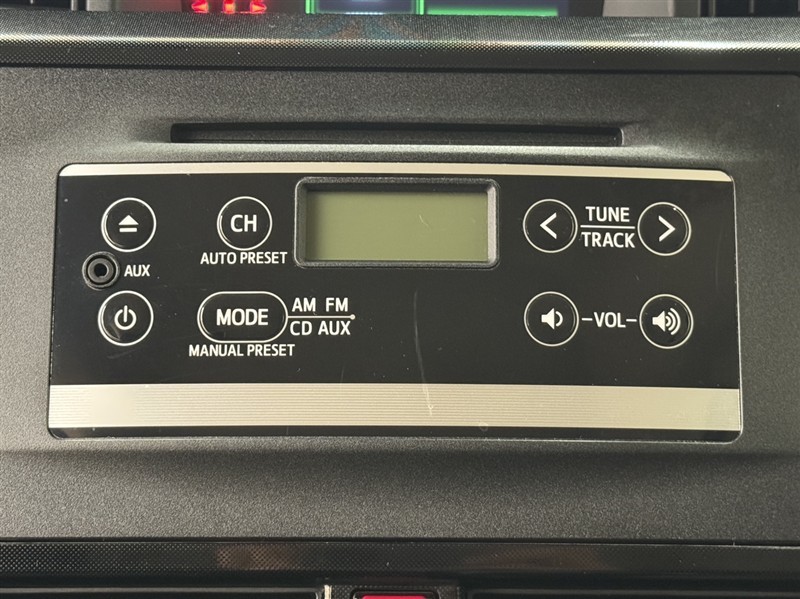 CH
AUTO PRESET
AUX
TUNE
TRACK
MODE
AM FM
CD AUX
MANUAL PRESET
VOL